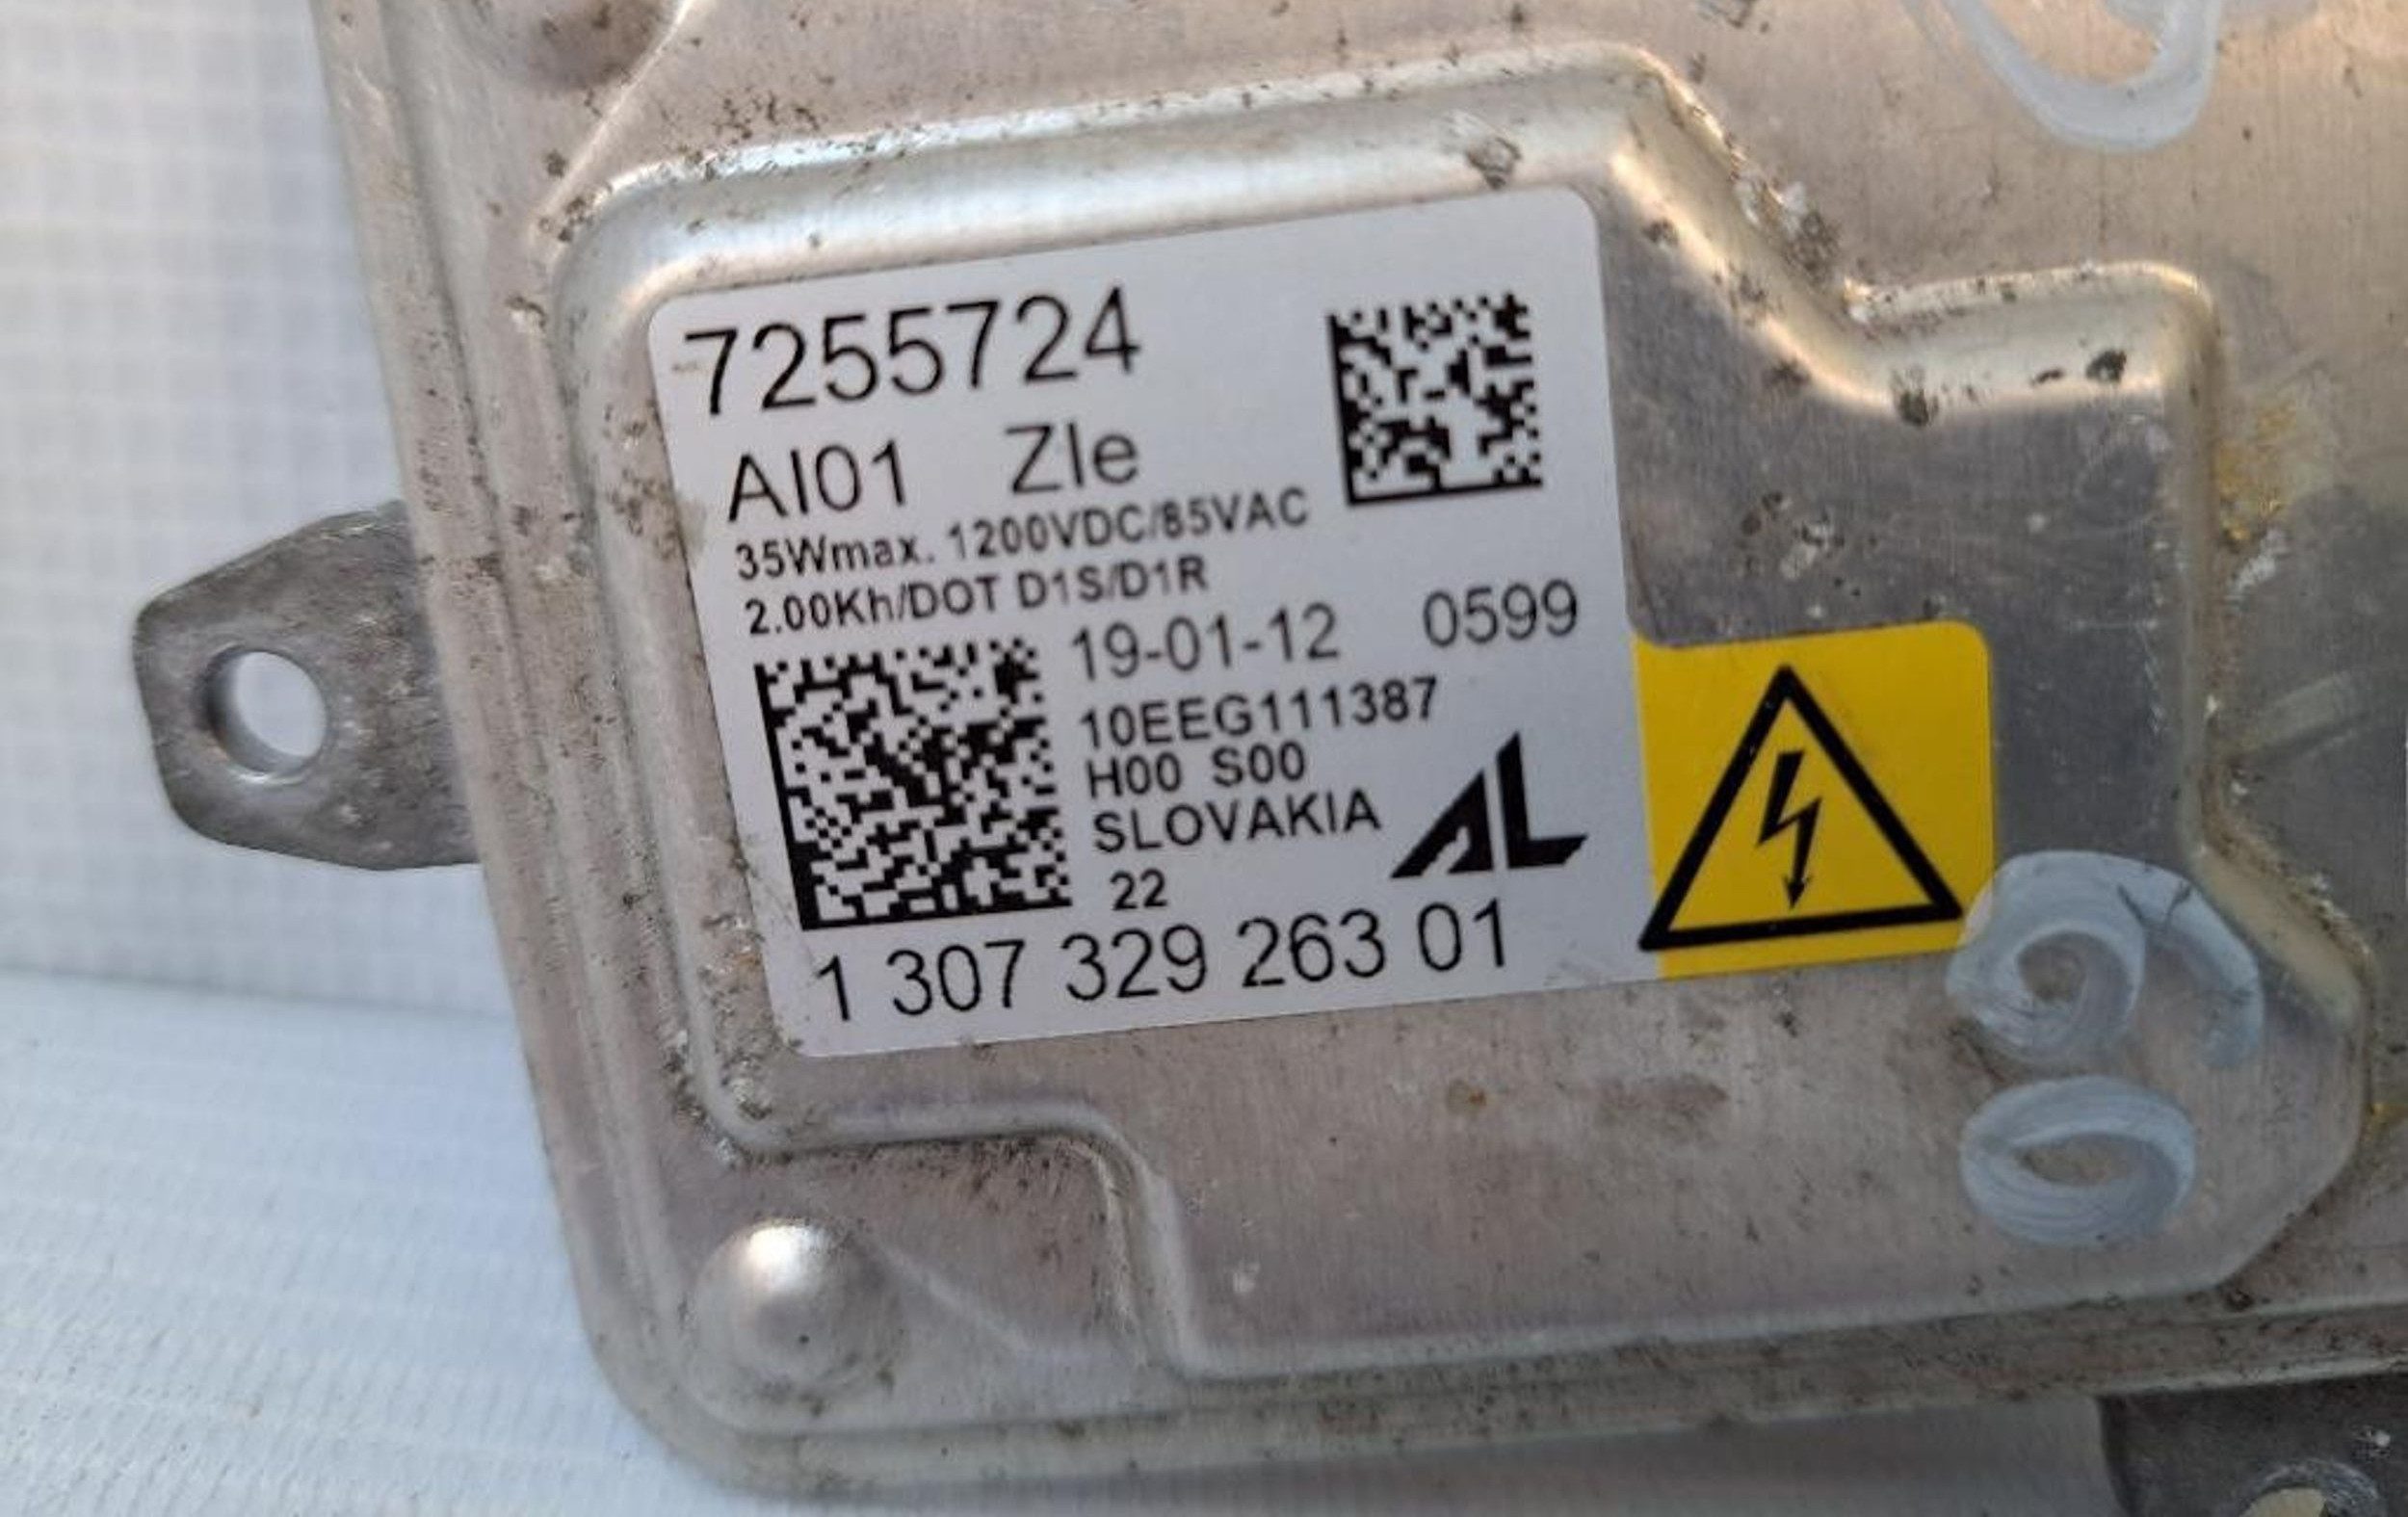 7255724
AI01 Zle
35Wmax. 1200VDC/85VAC
2.00Kh/DOT D1S/D1R
19-01-12 0599
10EEG111387
H00 S00
SLOVAKIA
AL
22
1 307 329 263 01